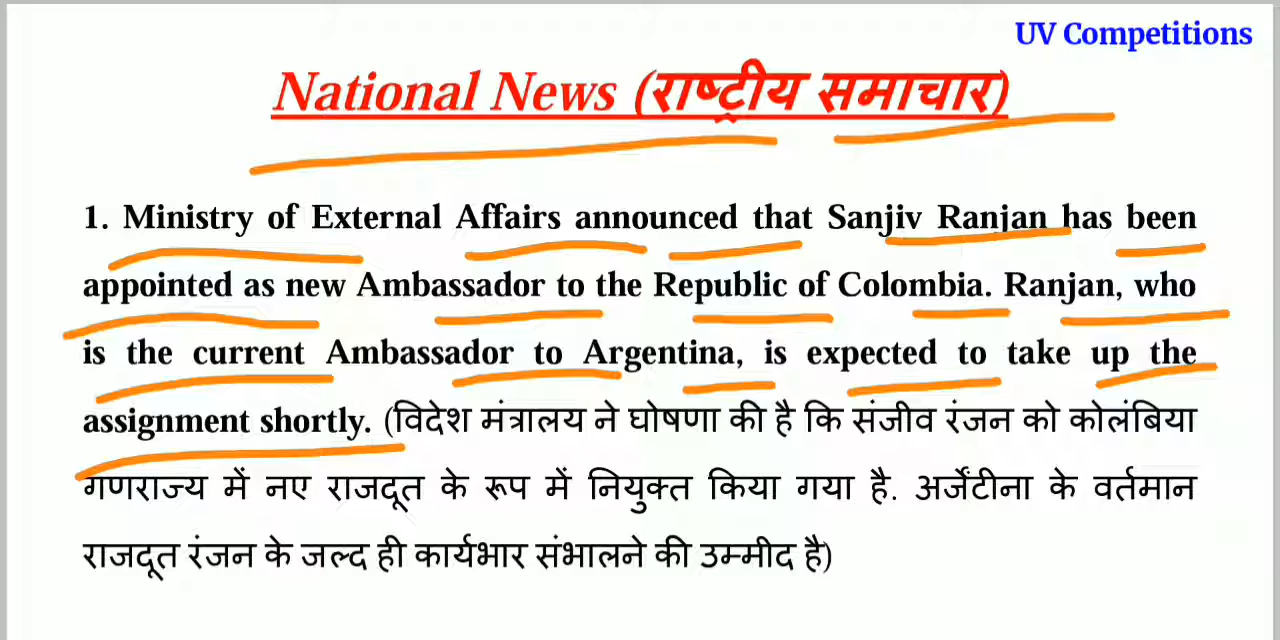 UV Competitions
National News (राष्ट्रीय समाचार)
1. Ministry of External Affairs announced that Sanjiv Ranjan has been
appointed as new Ambassador to the Republic of Colombia. Ranjan, who
is the current Ambassador to Argentina, is expected to take up the
assignment shortly. (विदेश मंत्रालय ने घोषणा की है कि संजीव रंजन को कोलंबिया
गणराज्य में नए राजदूत के रूप में नियुक्त किया गया है. अर्जेंटीना के वर्तमान
राजदूत रंजन के जल्द ही कार्यभार संभालने की उम्मीद है)